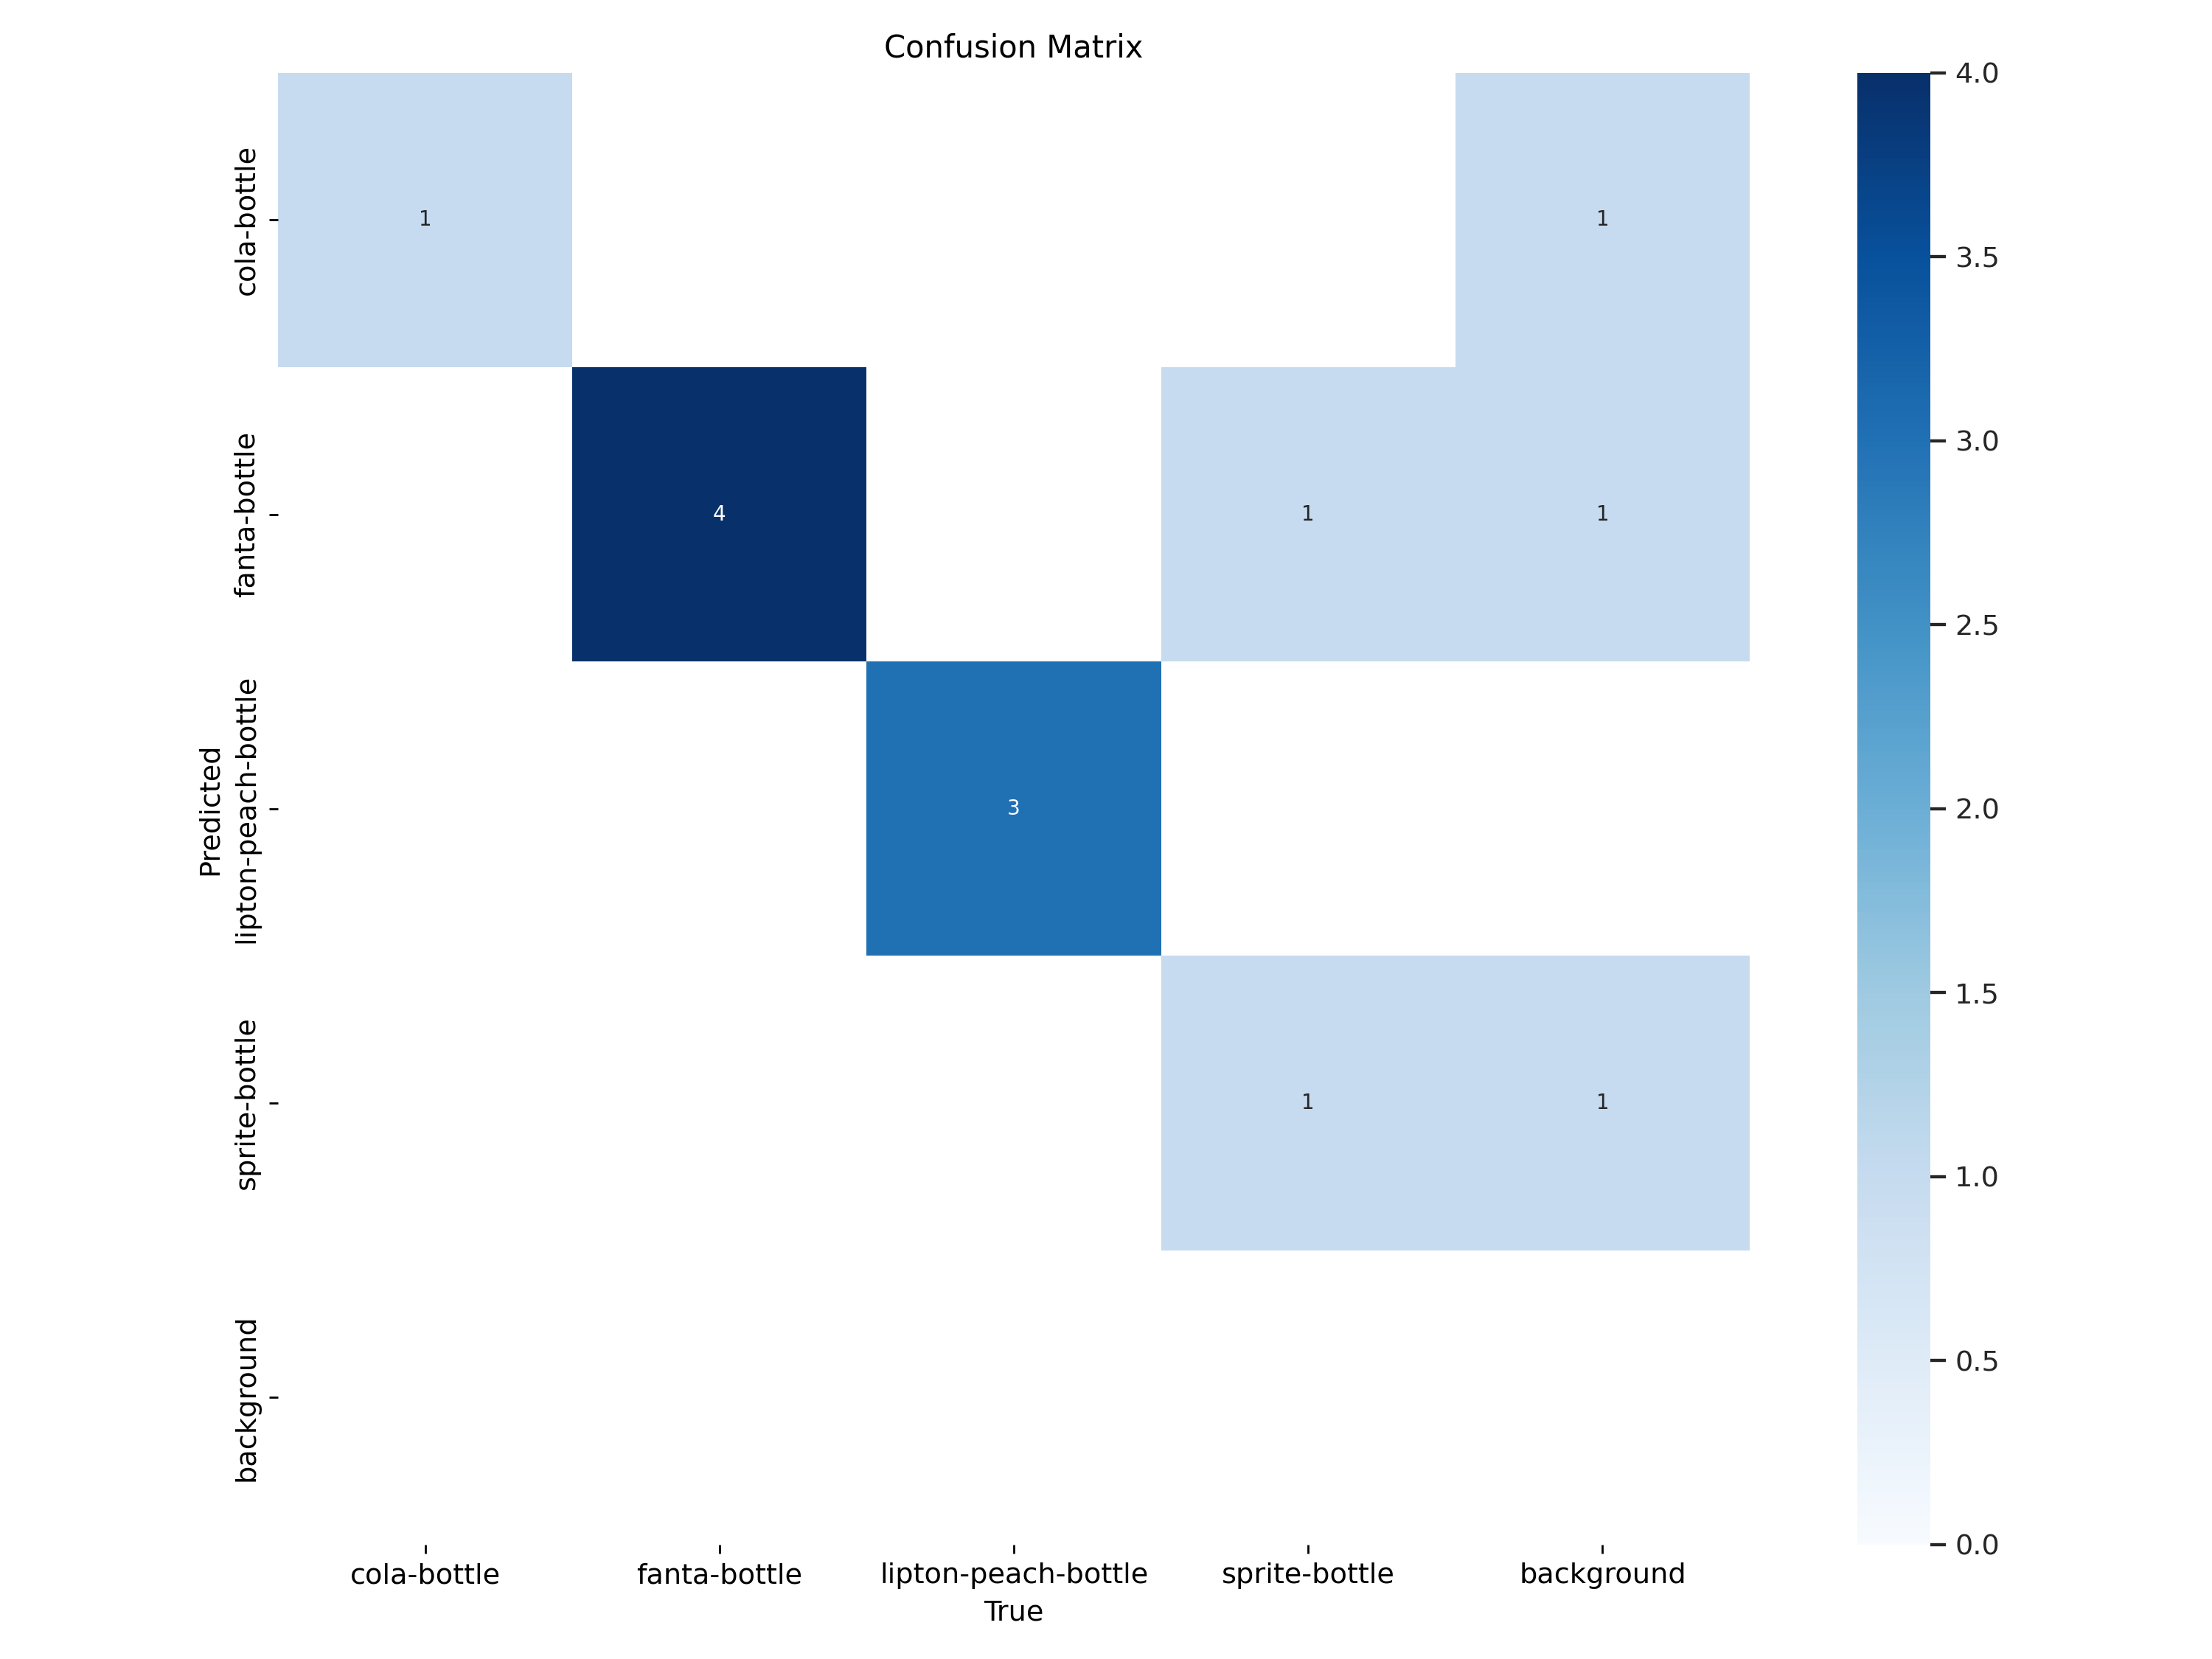 Confusion Matrix
cola-bottle
fanta-bottle
lipton-peach-bottle
sprite-bottle
background
Predicted
1
1
4
1
1
3
1
1
cola-bottle
fanta-bottle
lipton-peach-bottle
sprite-bottle
background
True
4.0
3.5
3.0
2.5
2.0
1.5
1.0
0.5
0.0